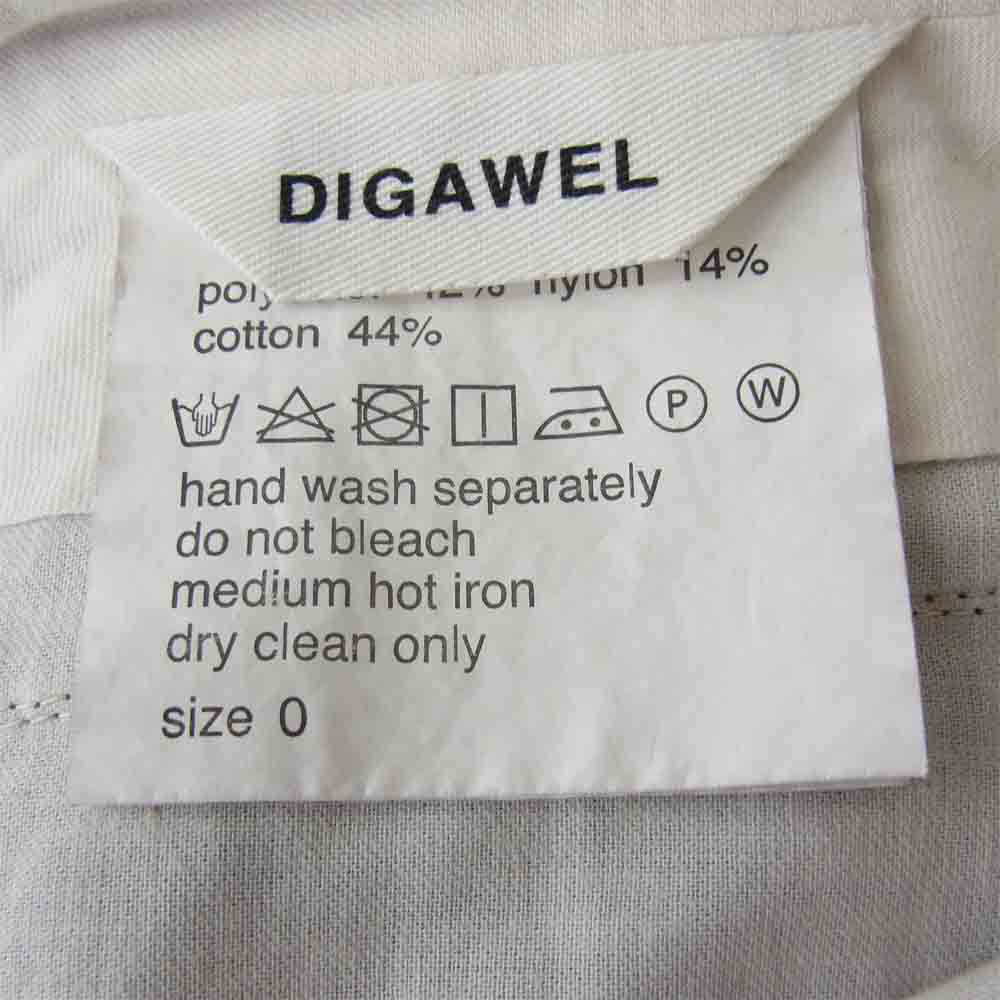 DIGAWEL
nylon 14%
cotton 44%
P W
hand wash separately
do not bleach
medium hot iron
dry clean only
size 0